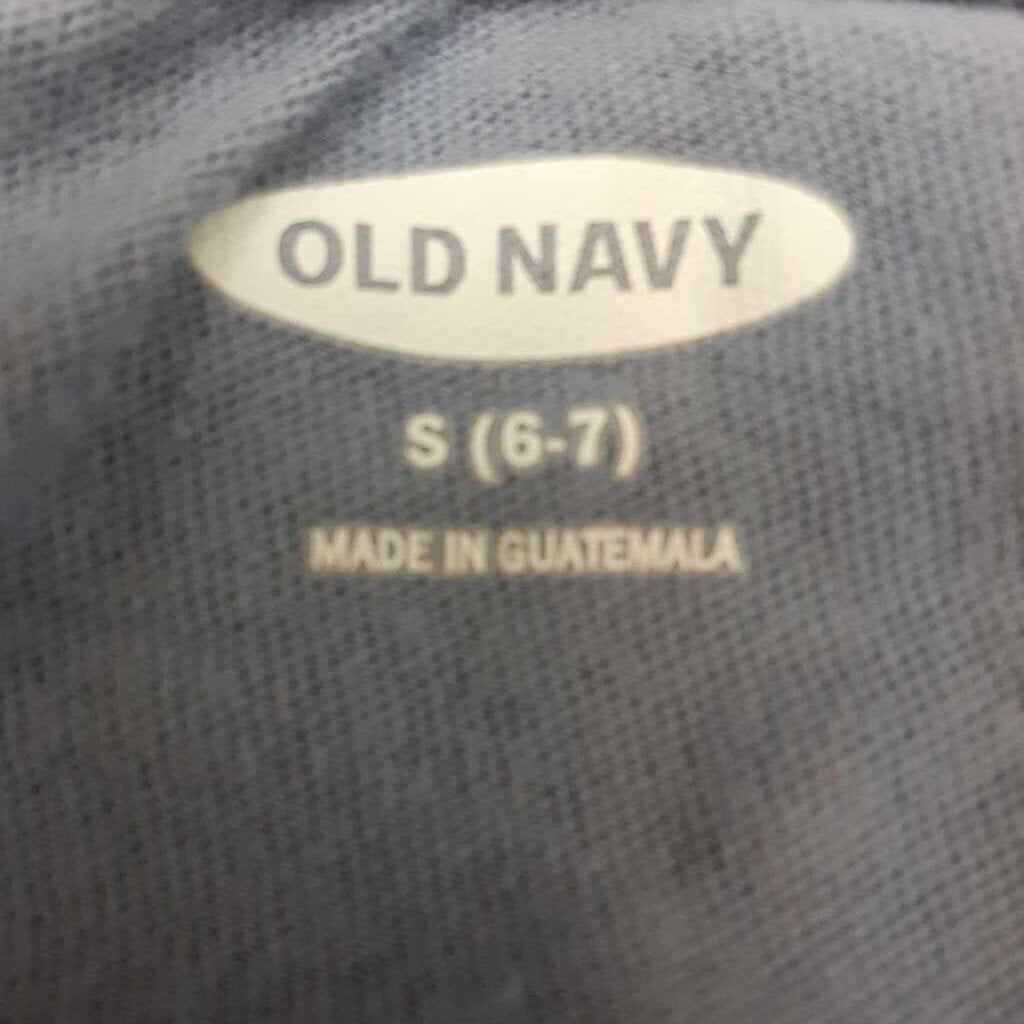 OLD NAVY
S (6-7)
MADE IN GUATEMALA